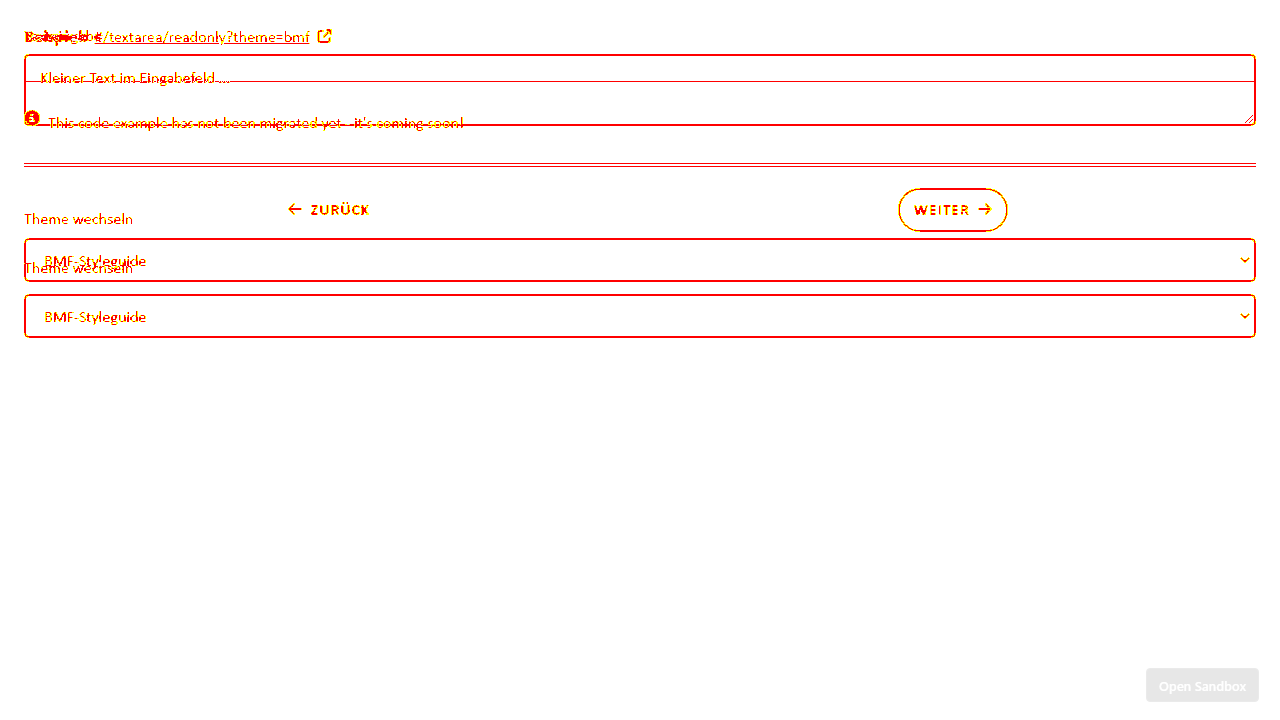 #/textarea/readonly?theme=bmf
Kleiner Text im Eingabefeld ...
This code example has not been migrated yet - it's coming soon!
ZURÜCK
WEITER
Theme wechseln
BMF-Styleguide
Theme wechseln
BMF-Styleguide
Open Sandbox